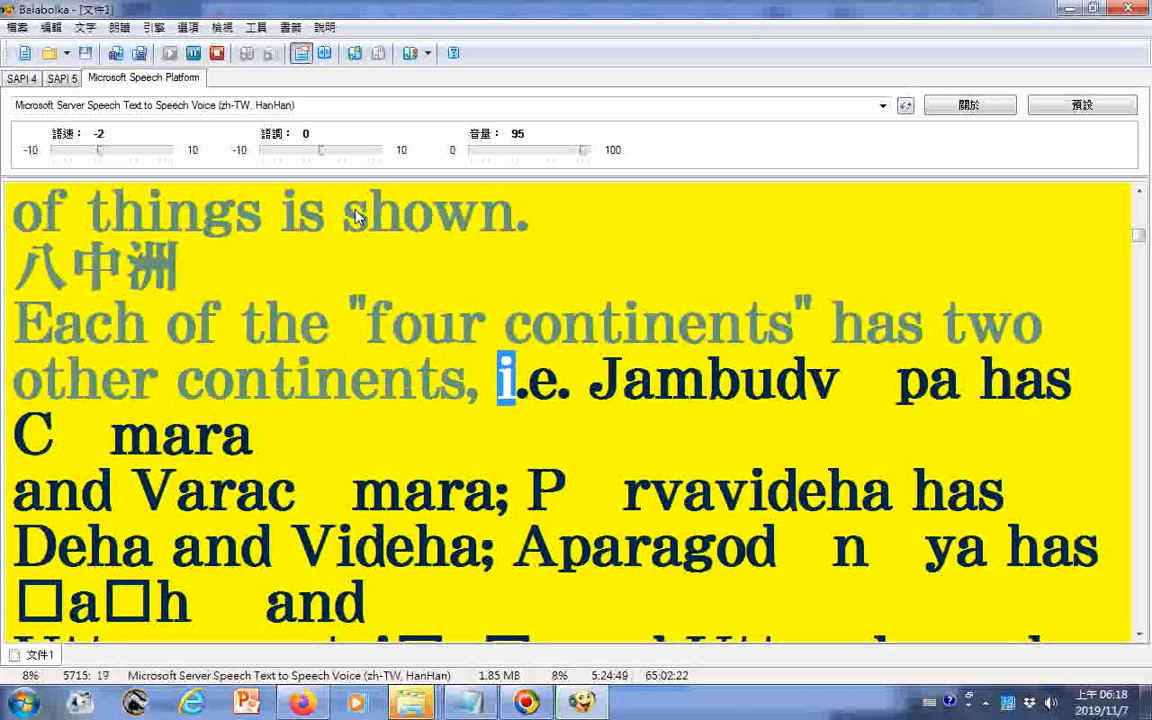 Balabolka - [文件1]
檔案 編輯 文字 朗讀 引擎 選項 檢視 工具 書籤 說明
SAPI 4 SAPI 5 Microsoft Speech Platform
Microsoft Server Speech Text to Speech Voice (zh-TW, HanHan) 關於 預設
語速： -2 語調： 0 音量： 95
-10 10 -10 10 0 100
of things is shown.
八中洲
Each of the "four continents" has two
other continents, i.e. Jambudv pa has
C mara
and Varac mara; P rvavideha has
Deha and Videha; Aparagod n ya has
□a□h and
文件1
8% 5715: 17 Microsoft Server Speech Text to Speech Voice (zh-TW, HanHan) 1.85 MB 8% 5:24:49 65:02:22
上午 06:18
2019/11/7